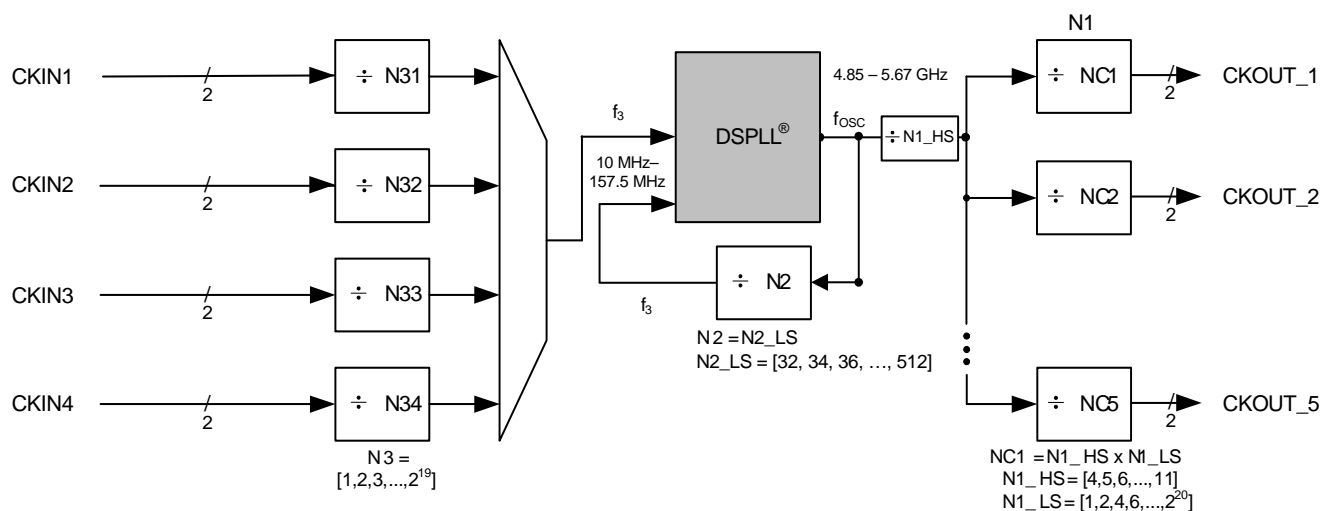 N1
CKIN1
2
÷ N31
4.85 – 5.67 GHz
÷ NC1
2
CKOUT_1
f3
DSPLL®
fOSC
÷ N1_HS
10 MHz–
157.5 MHz
CKIN2
2
÷ N32
÷ NC2
2
CKOUT_2
CKIN3
2
÷ N33
÷ N2
f3
N2 = N2_LS
N2_LS = [32, 34, 36, …, 512]
CKIN4
2
÷ N34
÷ NC5
2
CKOUT_5
N3 =
[1,2,3,...,2^19]
NC1 = N1_HS x N1_LS
N1_HS = [4,5,6,...,11]
N1_LS = [1,2,4,6,...,2^20]